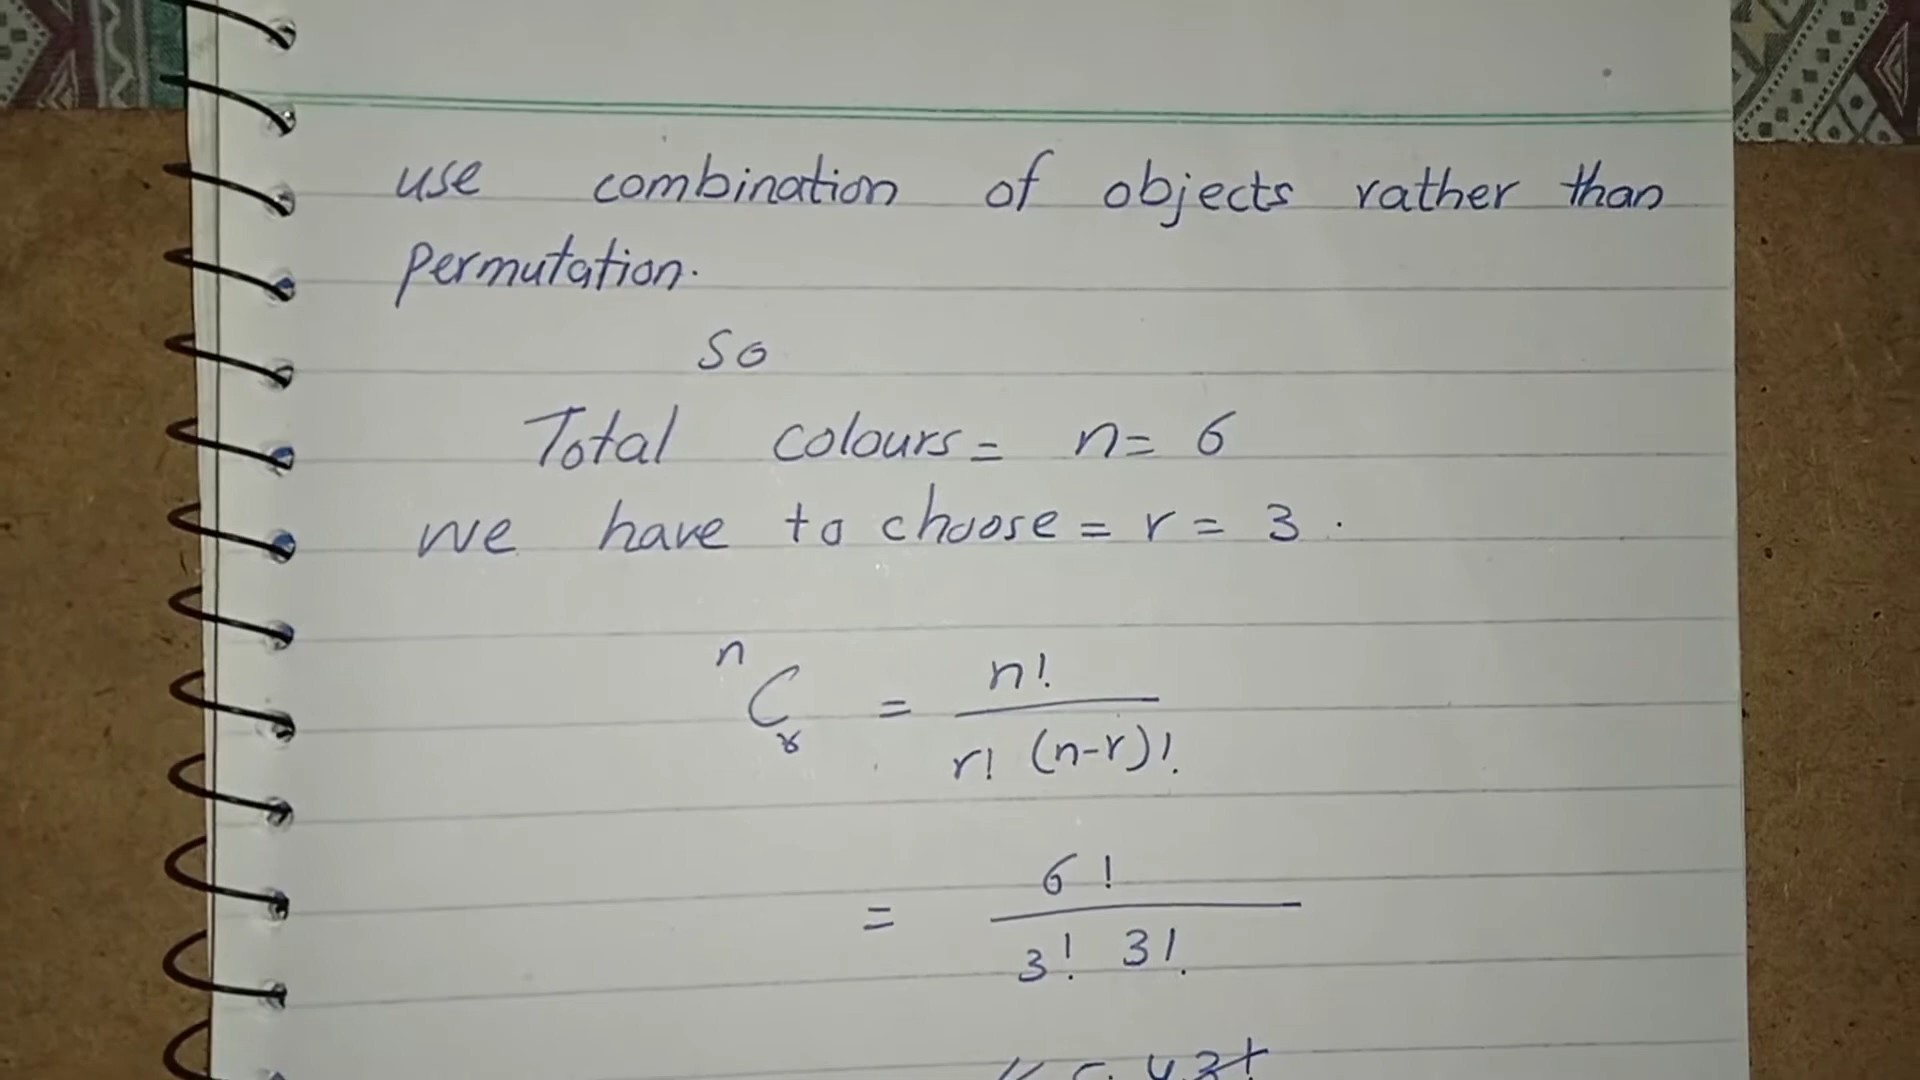 use combination of objects rather than
permutation.
so
Total colours = n = 6
we have to choose = r = 3.
nCr = n! / r! (n-r)!
= 6! / 3! 3!